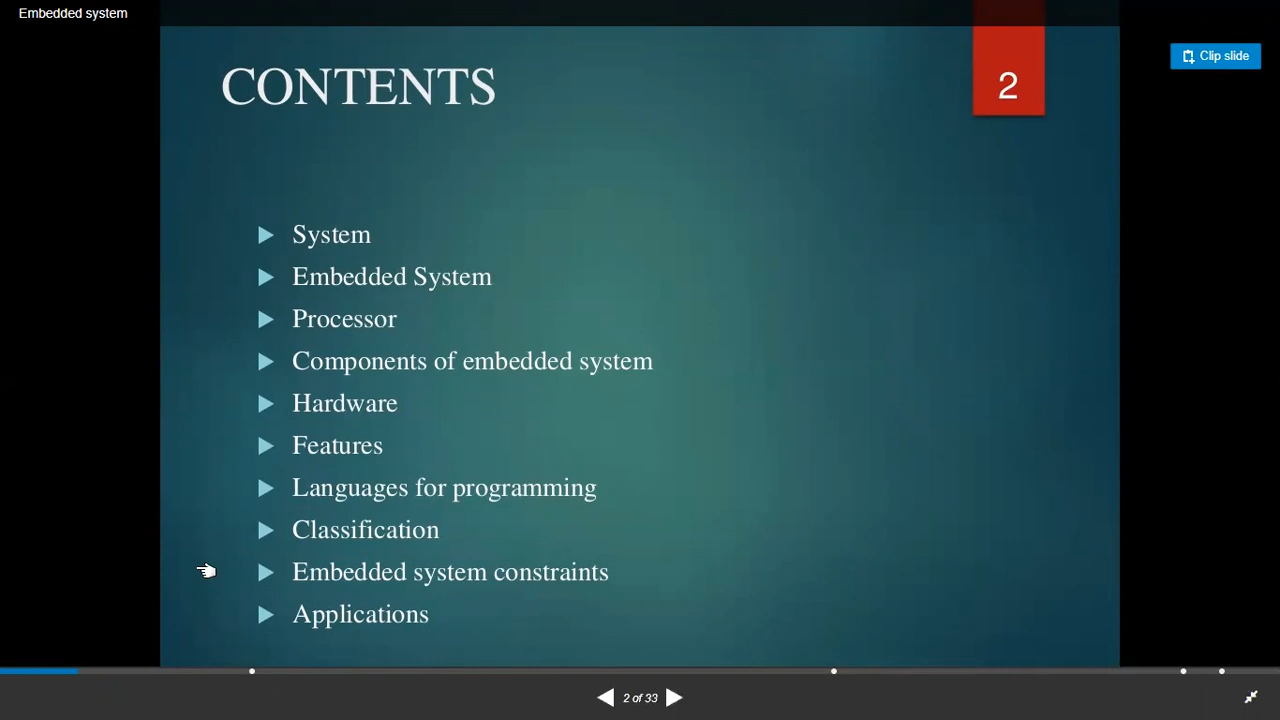 Embedded system
Clip slide
CONTENTS
2
System
Embedded System
Processor
Components of embedded system
Hardware
Features
Languages for programming
Classification
Embedded system constraints
Applications
2 of 33